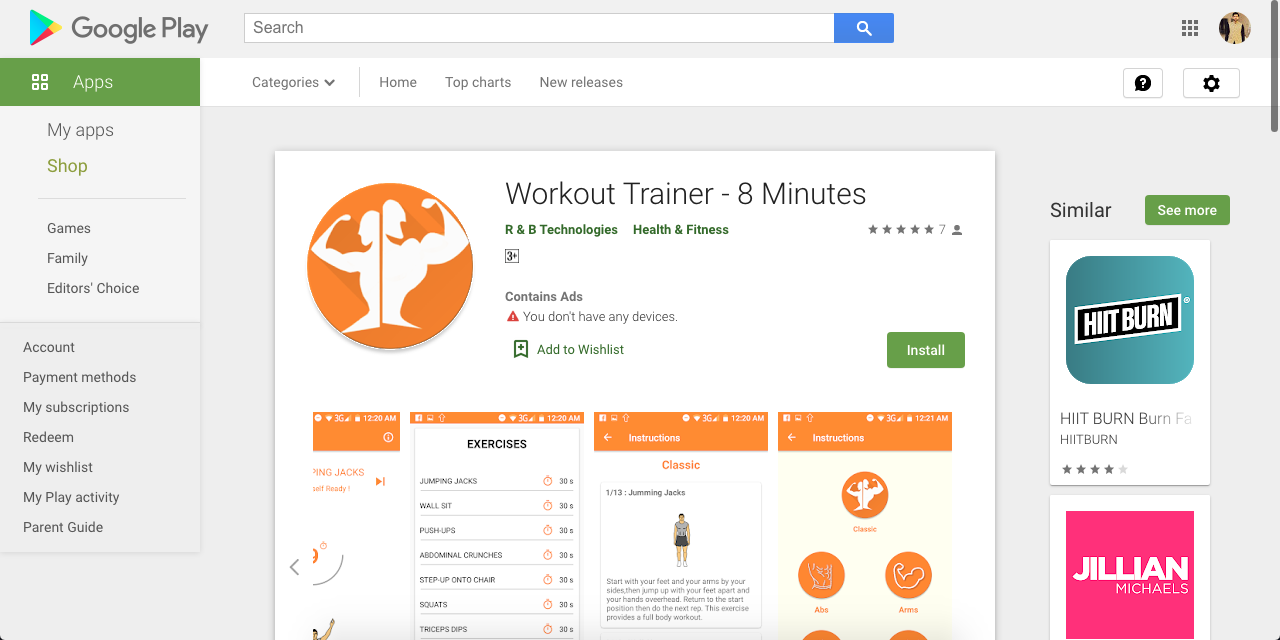 Google Play
Search
Apps
Categories
Home
Top charts
New releases
My apps
Shop
Games
Family
Editors' Choice
Account
Payment methods
My subscriptions
Redeem
My wishlist
My Play activity
Parent Guide
Workout Trainer - 8 Minutes
R & B Technologies Health & Fitness
7
3+
Contains Ads
You don't have any devices.
Add to Wishlist
Install
3G 12:20 AM
PING JACKS
self Ready !
3G 12:20 AM
EXERCISES
JUMPING JACKS 30 s
WALL SIT 30 s
PUSH-UPS 30 s
ABDOMINAL CRUNCHES 30 s
STEP-UP ONTO CHAIR 30 s
SQUATS 30 s
TRICEPS DIPS 30 s
3G 12:20 AM
Instructions
Classic
1/13 : Jumming Jacks
Start with your feet and your arms by your
sides,then jump up with your feet apart and
your hands oeverhead. Return to the start
position then do the next rep. This exercise
provides a full body workout.
3G 12:21 AM
Instructions
Classic
Abs
Arms
Similar
See more
HIIT BURN
HIIT BURN Burn Fa
HIITBURN
JILLIAN
MICHAELS